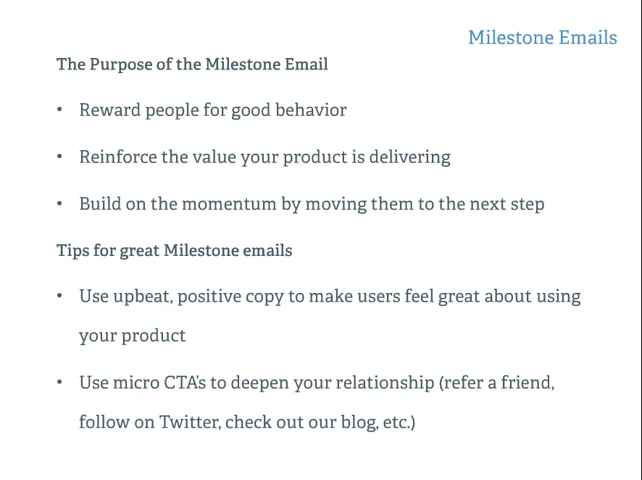 Milestone Emails
The Purpose of the Milestone Email
• Reward people for good behavior
• Reinforce the value your product is delivering
• Build on the momentum by moving them to the next step
Tips for great Milestone emails
• Use upbeat, positive copy to make users feel great about using
your product
• Use micro CTA's to deepen your relationship (refer a friend,
follow on Twitter, check out our blog, etc.)